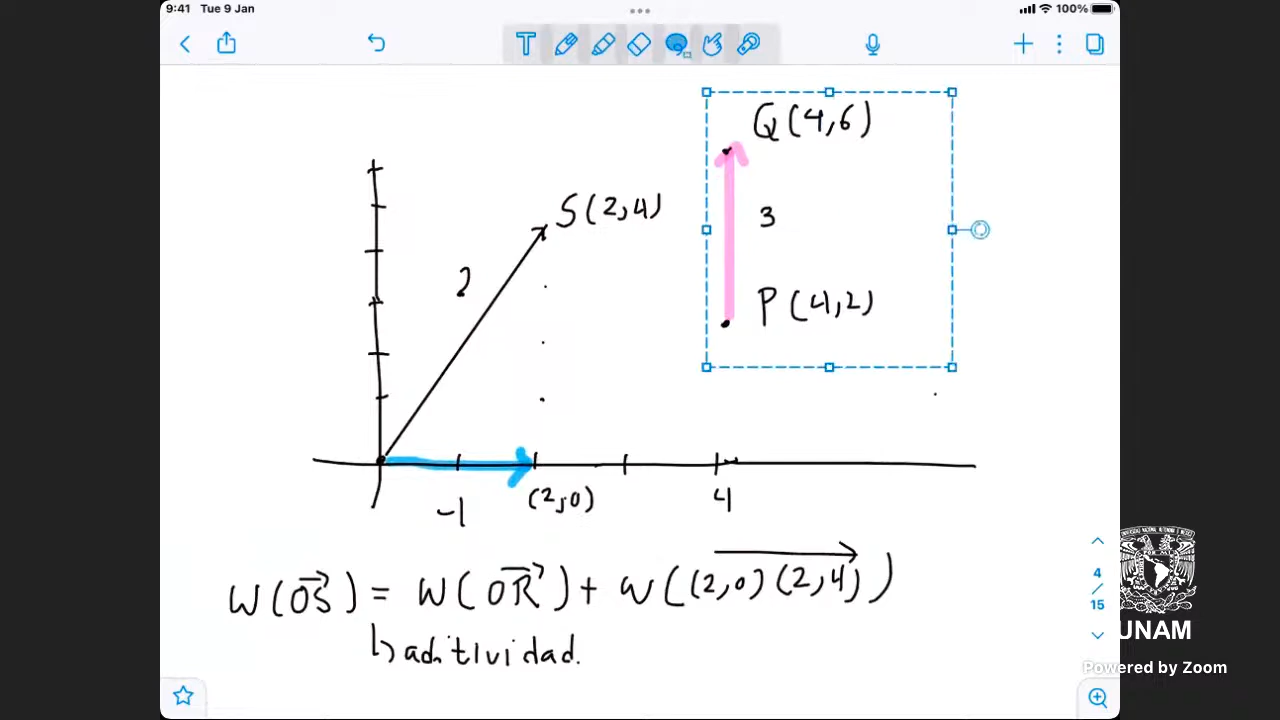 9:41 Tue 9 Jan
100%
T
Q(4,6)
S(2,4)
3
2
P(4,2)
-1
(2,0)
4
W(OS) = W(OR) + W((2,0)(2,4))
↳ aditividad.
4
/
15
UNAM
Powered by Zoom